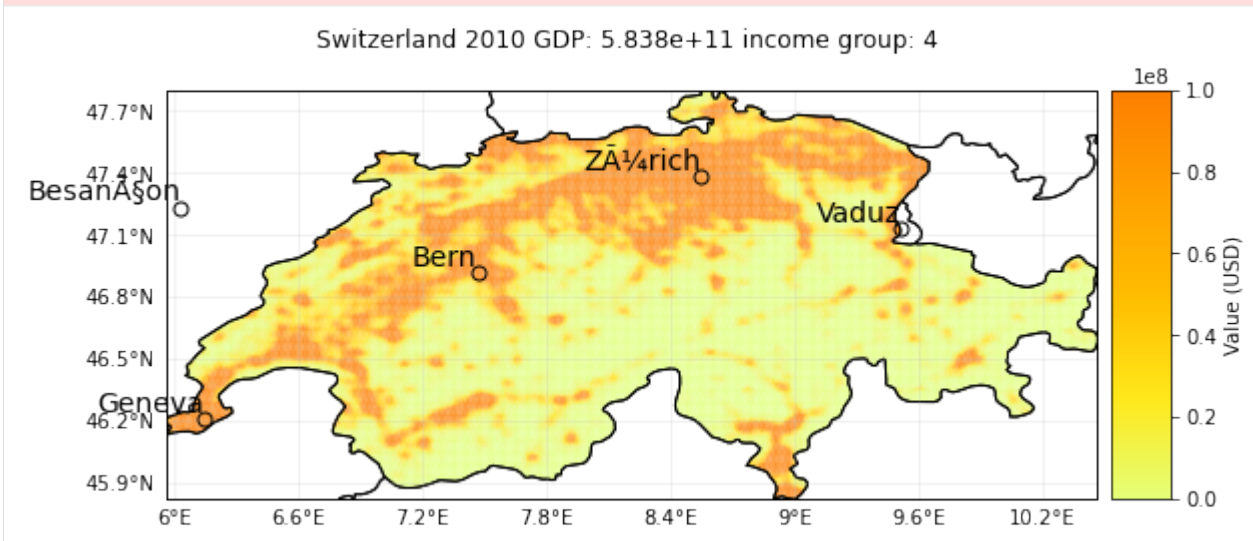 Switzerland 2010 GDP: 5.838e+11 income group: 4
1e8
47.7°N
47.4°N
47.1°N
46.8°N
46.5°N
46.2°N
45.9°N
ZÃ¼rich
BesanÃ§on
Vaduz
Bern
Geneva
6°E
6.6°E
7.2°E
7.8°E
8.4°E
9°E
9.6°E
10.2°E
1.0
0.8
0.6
0.4
0.2
0.0
Value (USD)